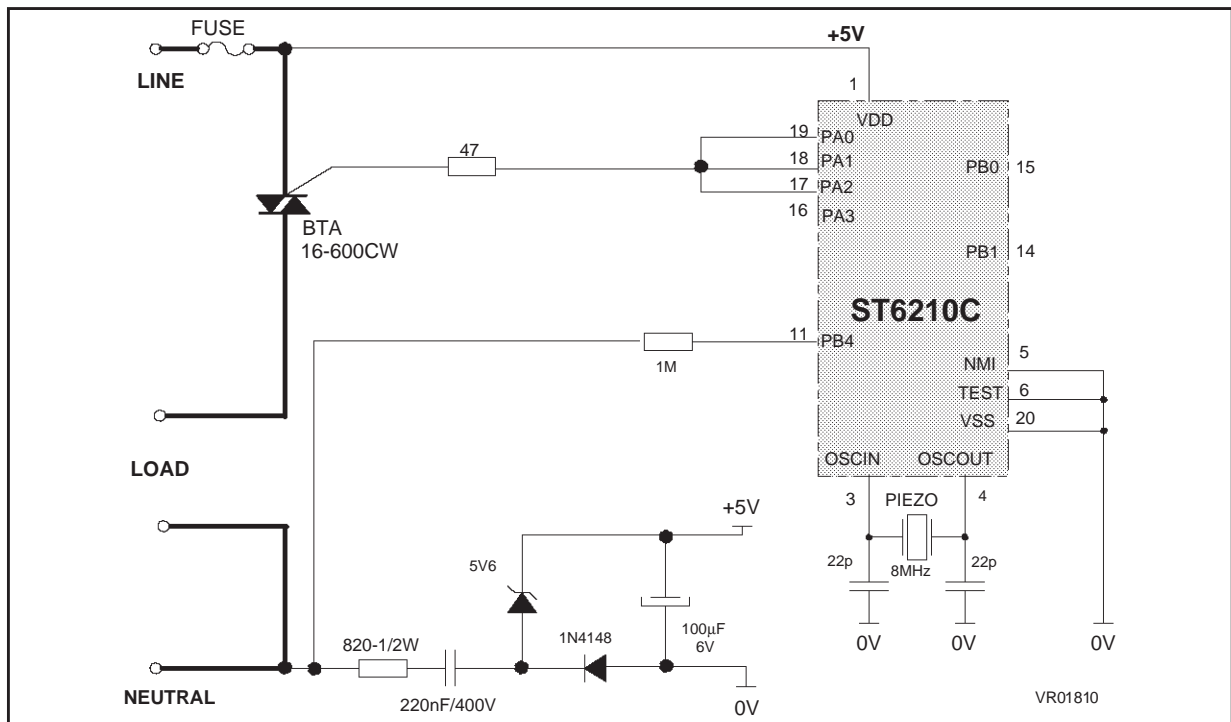 FUSE
+5V
LINE
1
VDD
19
PA0
47
18
PA1
PB0
15
17
PA2
16
PA3
BTA
16-600CW
PB1
14
ST6210C
11
PB4
1M
NMI
5
TEST
6
VSS
20
LOAD
OSCIN
OSCOUT
3
PIEZO
4
+5V
5V6
22p
8MHz
22p
820-1/2W
1N4148
100µF
6V
0V
0V
0V
NEUTRAL
220nF/400V
0V
VR01810